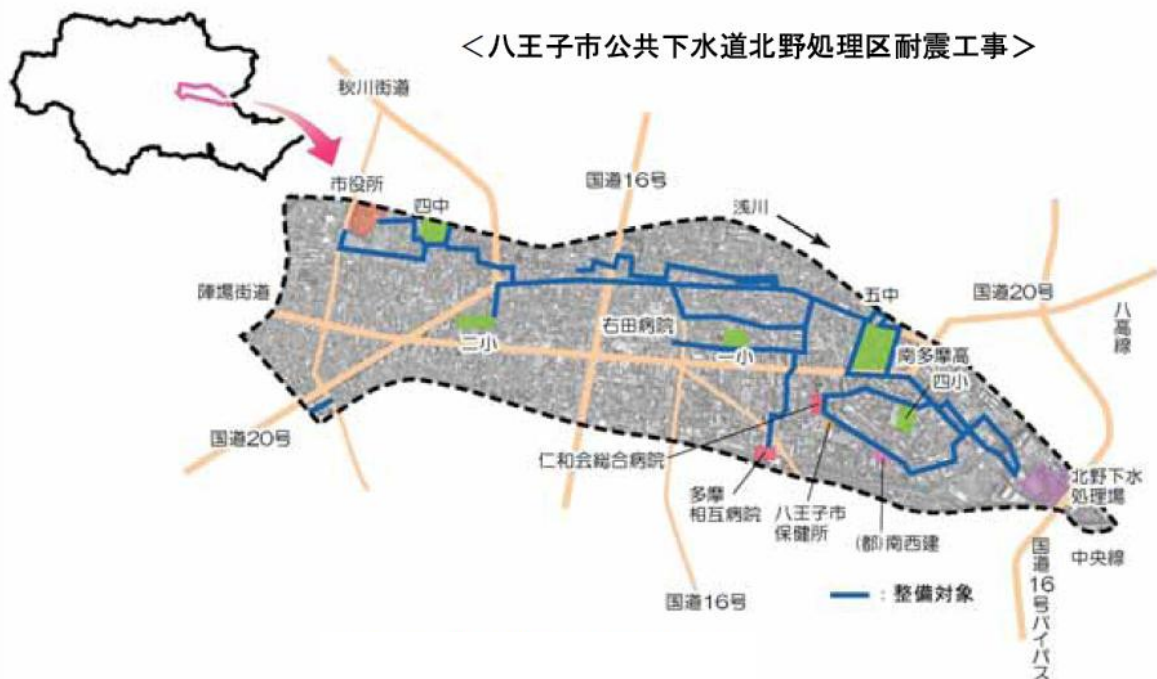 ＜八王子市公共下水道北野処理区耐震工事＞
秋川街道
国道16号
市役所
四中
浅川
陣場街道
五中
国道20号
八高線
右田病院
二小
一小
南多摩高
四小
国道20号
仁和会総合病院
多摩
相互病院
八王子市
保健所
(都)南西建
北野下水
処理場
中央線
国道16号バイパス
国道16号
：整備対象